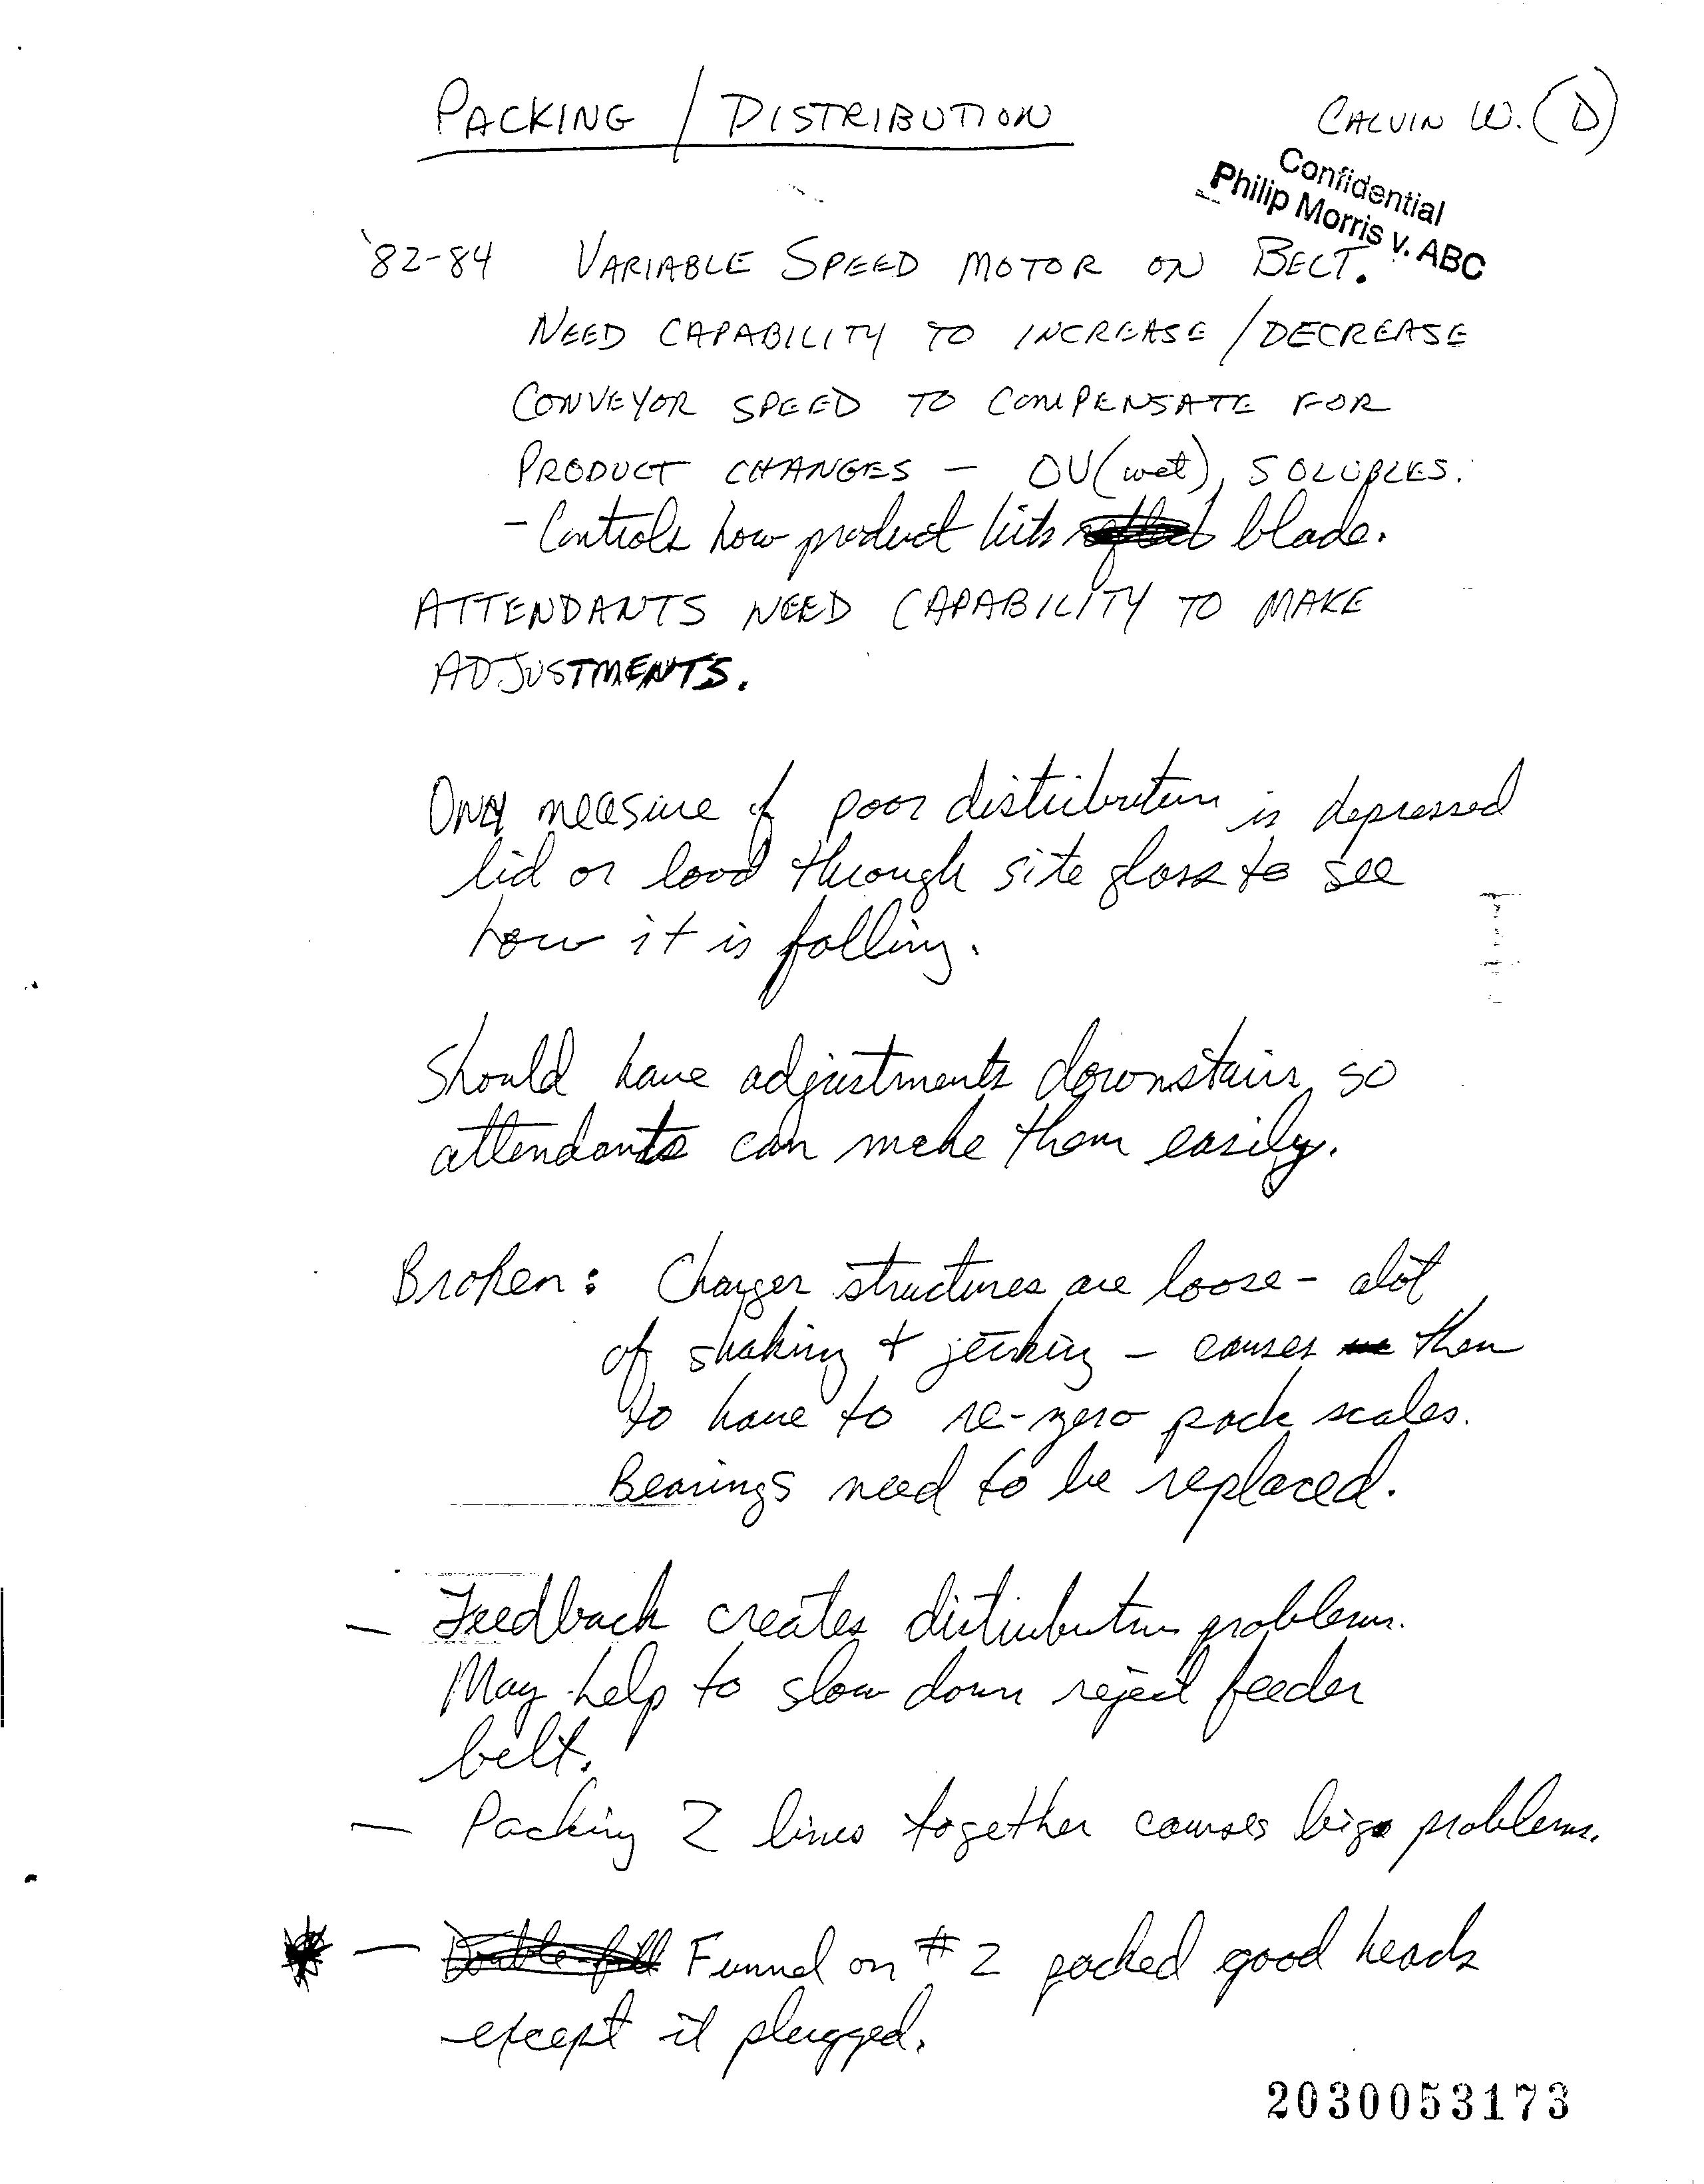 PACKING / DISTRIBUTION
CALVIN W. (D)
Confidential
Philip Morris v. ABC
'82-84 VARIABLE SPEED MOTOR ON BELT.
NEED CAPABILITY TO INCREASE / DECREASE
CONVEYOR SPEED TO COMPENSATE FOR
PRODUCT CHANGES - OV (wet), SOLUBLES.
- Controls how product hits blade.
ATTENDANTS NEED CAPABILITY TO MAKE
ADJUSTMENTS.
Only measure of poor distribution is depressed
lid or lood through site glass to see
how it is falling.
Should have adjustments downstairs so
attendants can make them easily.
Broken: Charger structures are loose - alot
of shaking + jerking - causes them
to have to re-zero pack scales.
Bearings need to be replaced.
- Feedback creates distribution problems.
May help to slow down reject feeder
belt.
- Packing 2 lines together causes big problems.
* - Funnel on #2 packed good heads
except it plugged.
2030053173